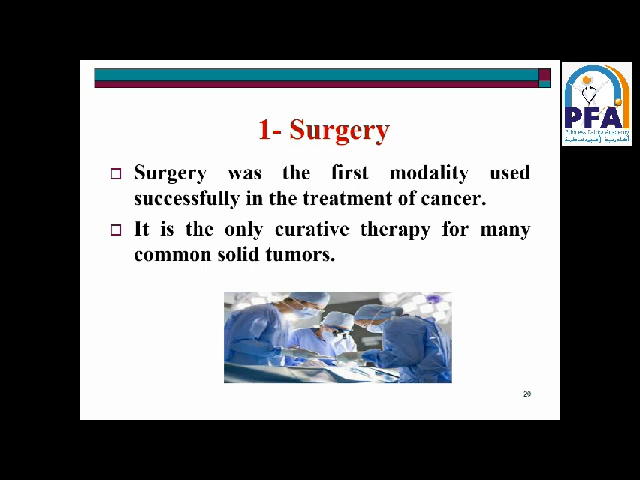 1- Surgery
Surgery was the first modality used
successfully in the treatment of cancer.
It is the only curative therapy for many
common solid tumors.
20
PFA